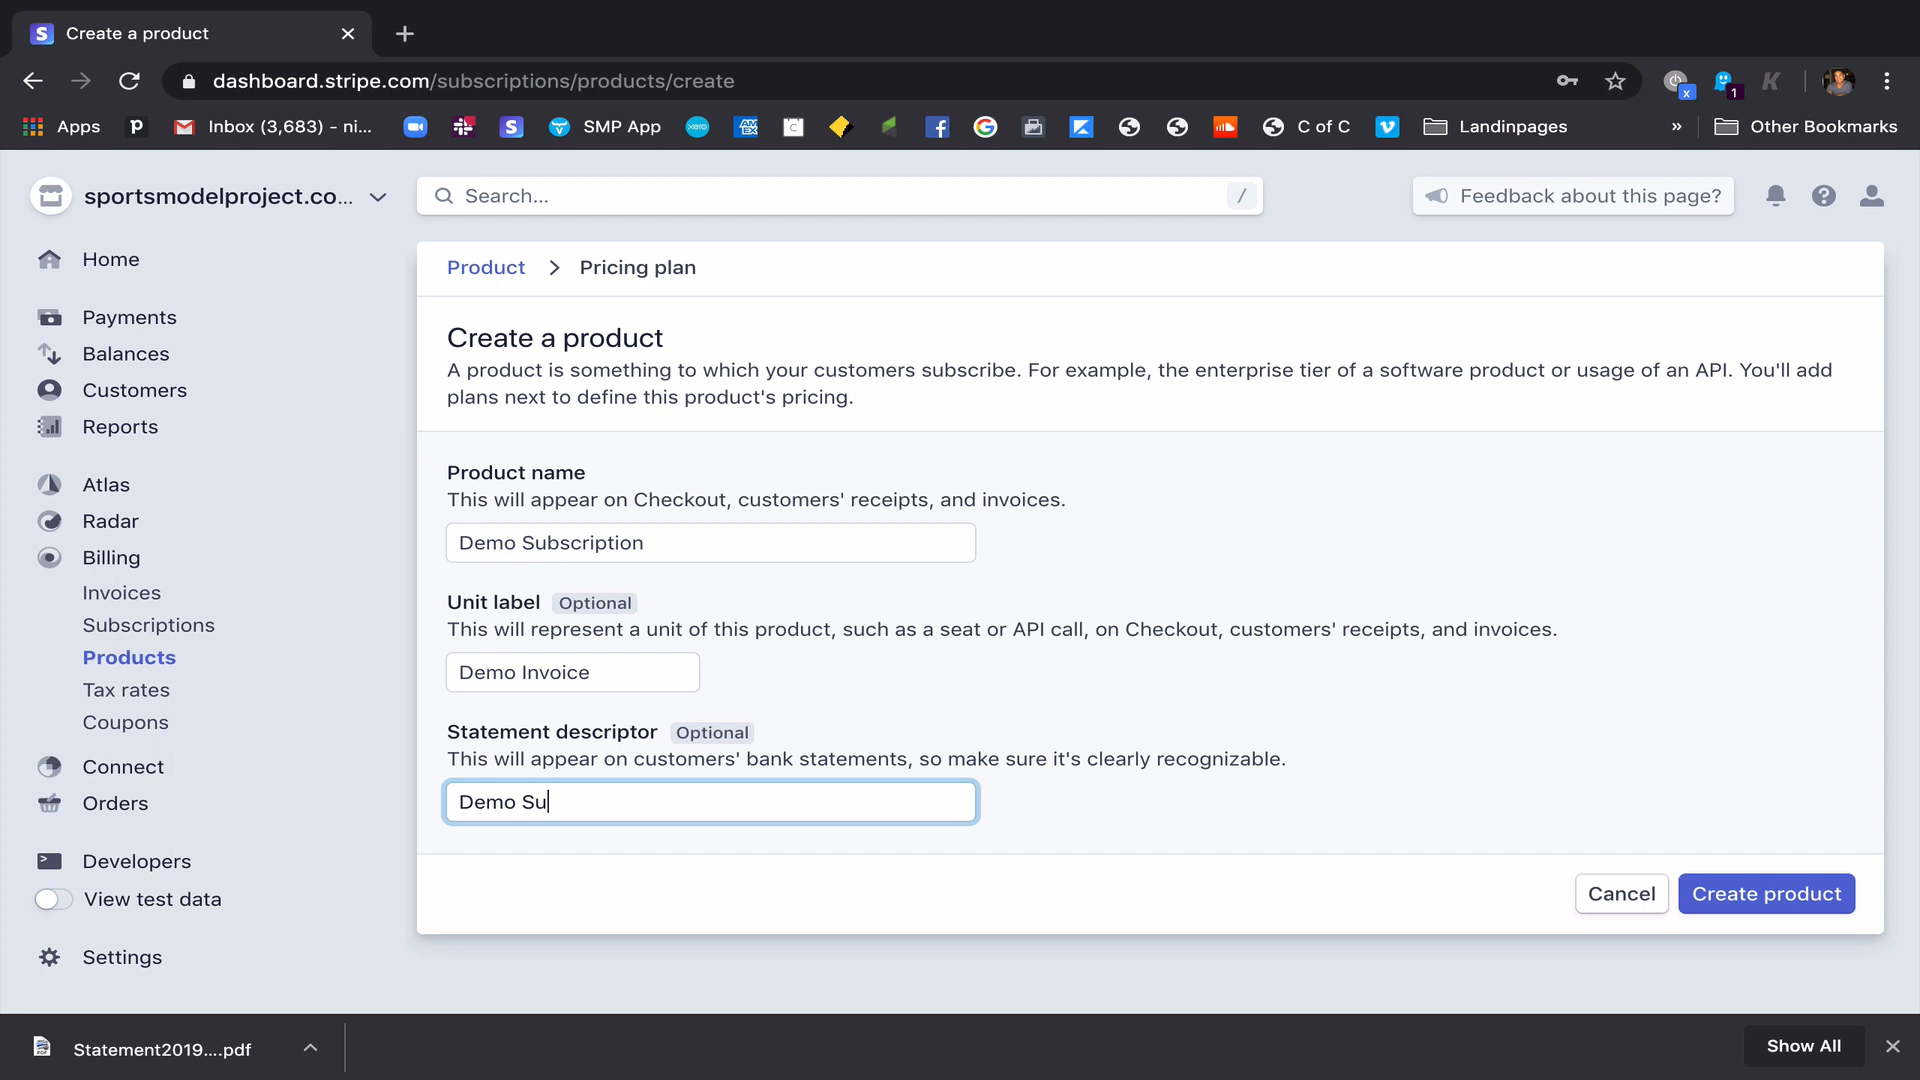 Create a product
dashboard.stripe.com/subscriptions/products/create
x
1
K
Apps
Inbox (3,683) - ni...
SMP App
C of C
Landinpages
»
Other Bookmarks
sportsmodelproject.co...
Search...
/
Feedback about this page?
Home
Payments
Balances
Customers
Reports
Atlas
Radar
Billing
Invoices
Subscriptions
Products
Tax rates
Coupons
Connect
Orders
Developers
View test data
Settings
Product
Pricing plan
Create a product
A product is something to which your customers subscribe. For example, the enterprise tier of a software product or usage of an API. You'll add
plans next to define this product's pricing.
Product name
This will appear on Checkout, customers' receipts, and invoices.
Demo Subscription
Unit label Optional
This will represent a unit of this product, such as a seat or API call, on Checkout, customers' receipts, and invoices.
Demo Invoice
Statement descriptor Optional
This will appear on customers' bank statements, so make sure it's clearly recognizable.
Demo Su
Cancel
Create product
Statement2019....pdf
Show All